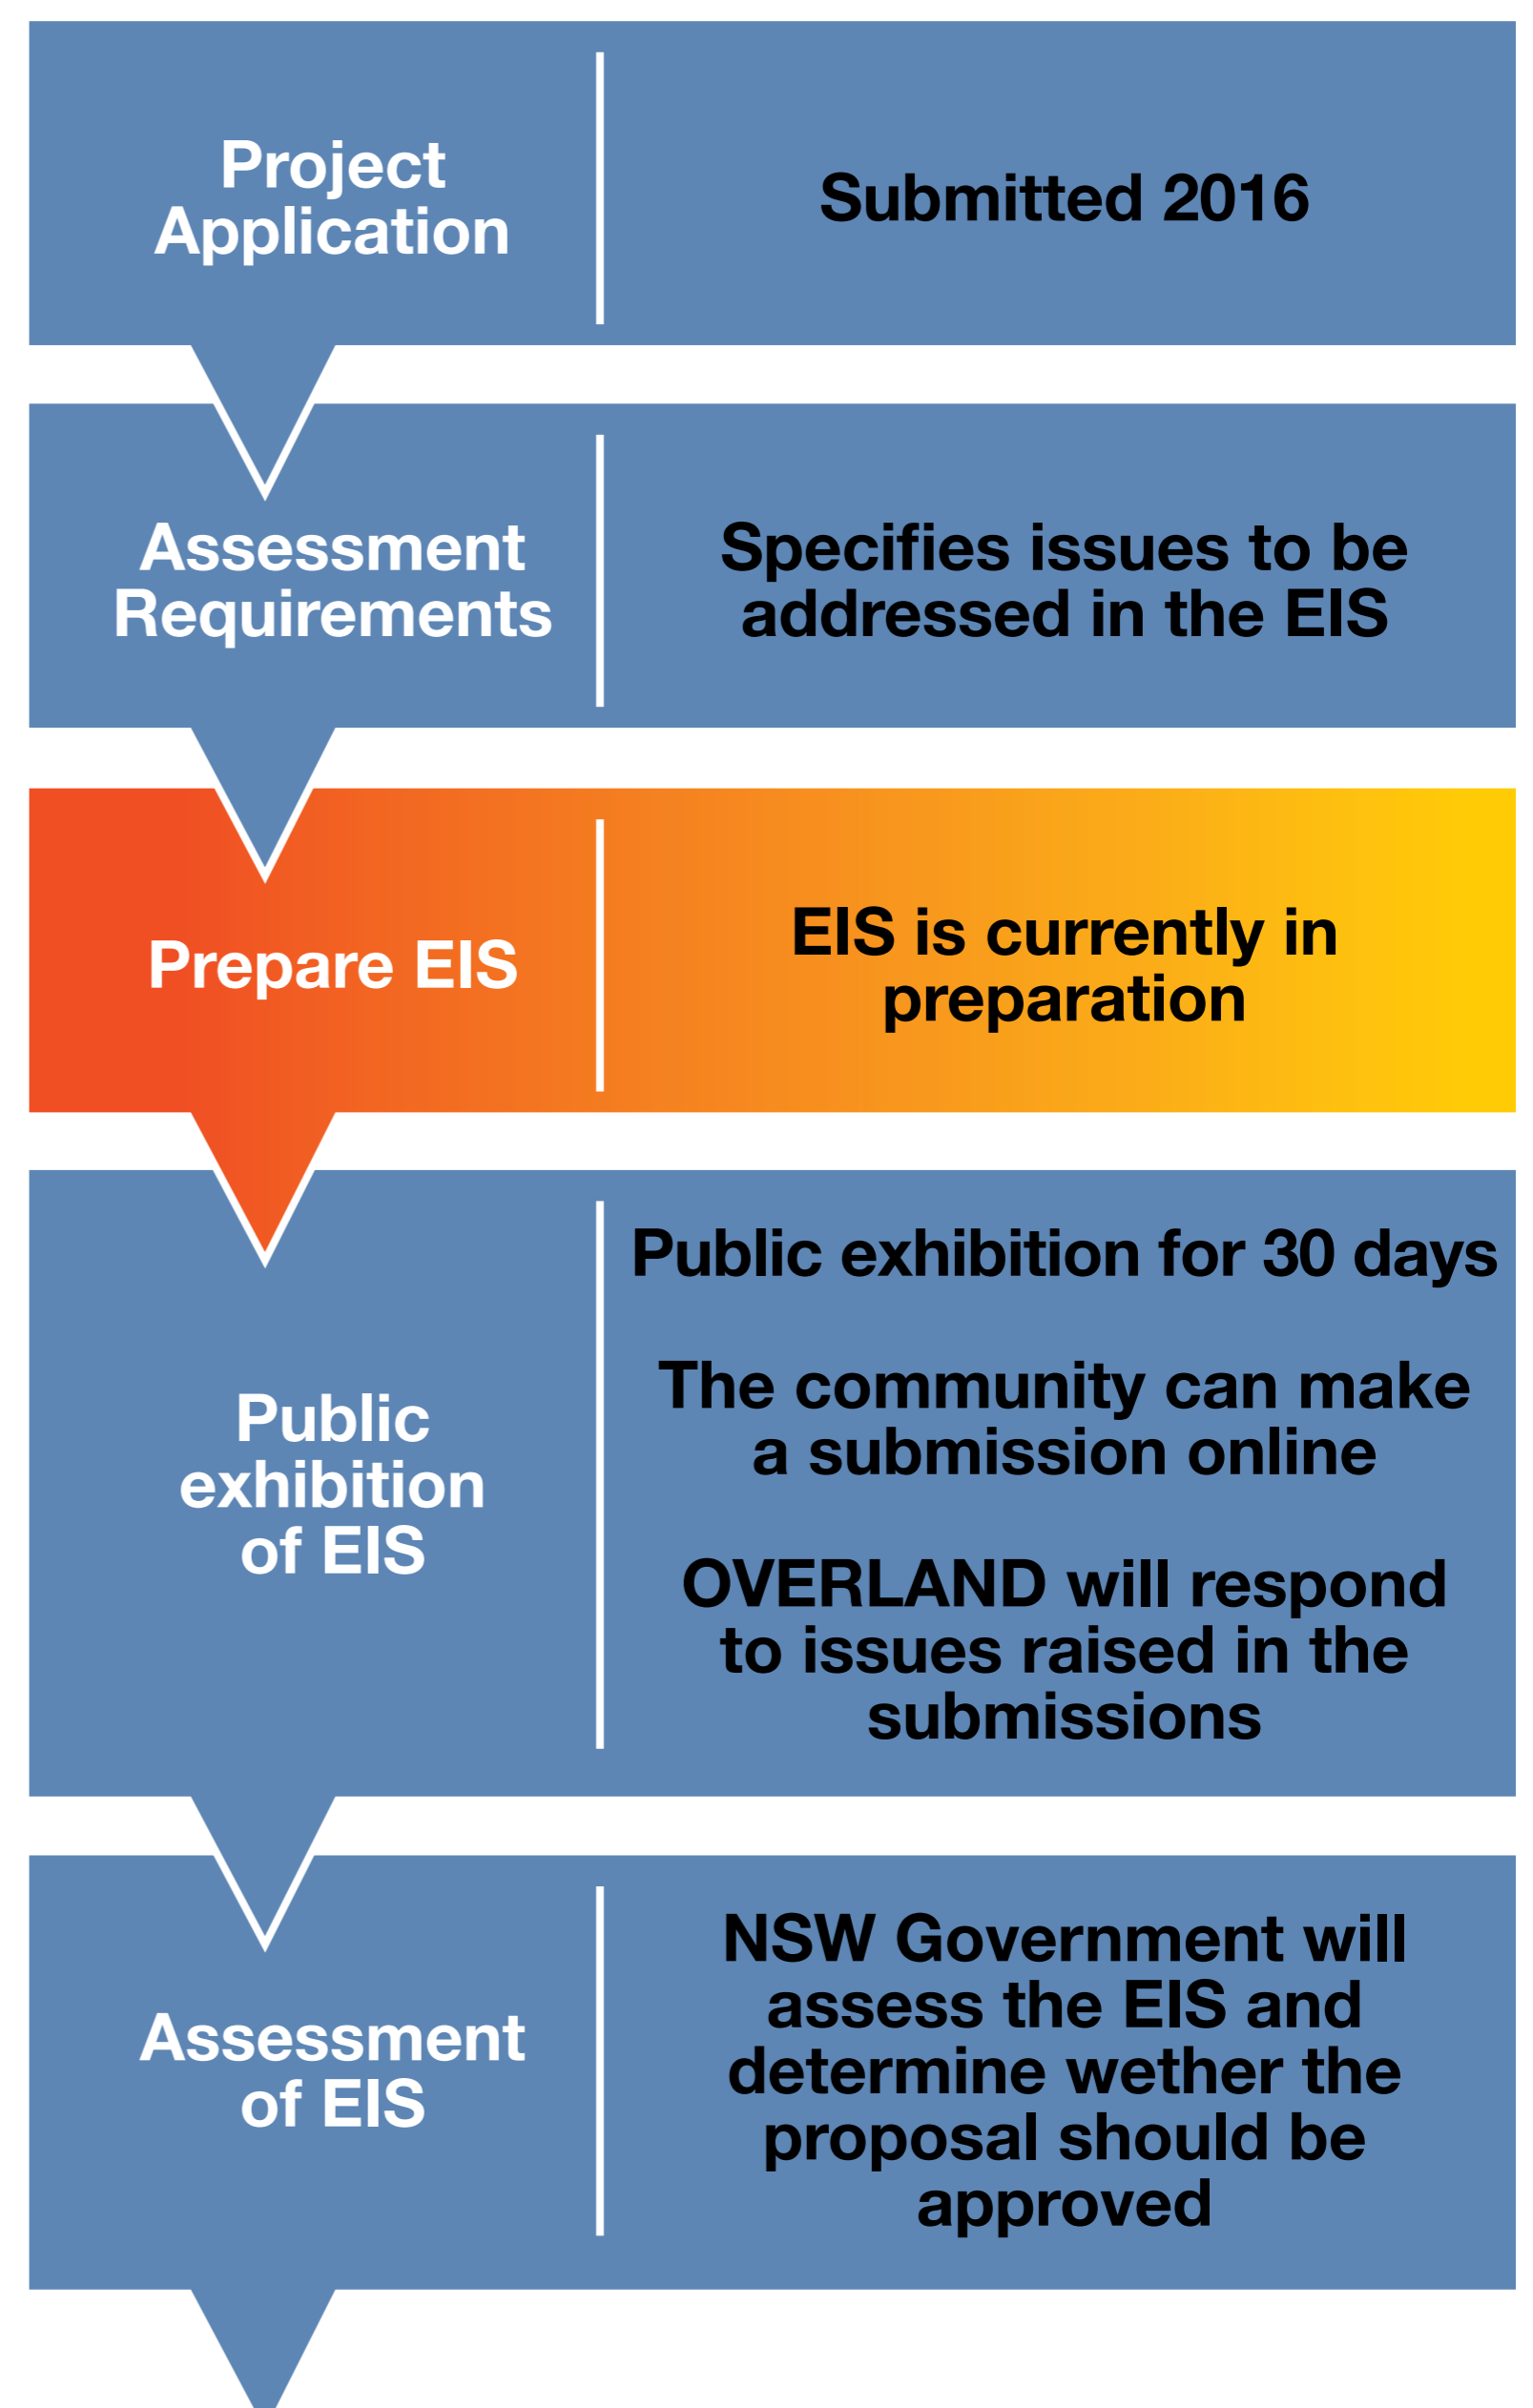 Project
Application
Submitted 2016
Assessment
Requirements
Specifies issues to be
addressed in the EIS
Prepare EIS
EIS is currently in
preparation
Public
exhibition
of EIS
Public exhibition for 30 days
The community can make
a submission online
OVERLAND will respond
to issues raised in the
submissions
Assessment
of EIS
NSW Government will
assess the EIS and
determine wether the
proposal should be
approved